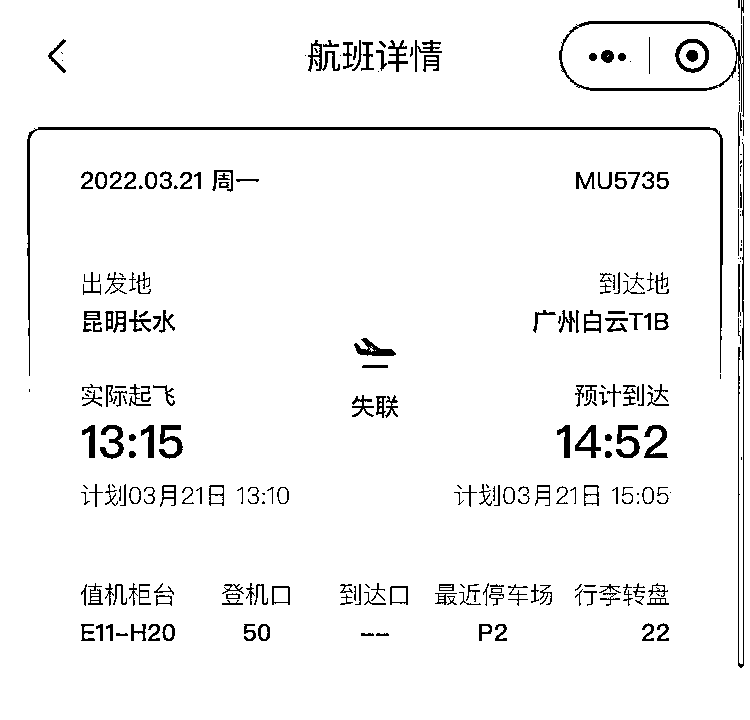 航班详情
2022.03.21 周一 MU5735
出发地 到达地
昆明长水 广州白云T1B
实际起飞 失联 预计到达
13:15 14:52
计划03月21日 13:10 计划03月21日 15:05
值机柜台 登机口 到达口 最近停车场 行李转盘
E11-H20 50 -- P2 22